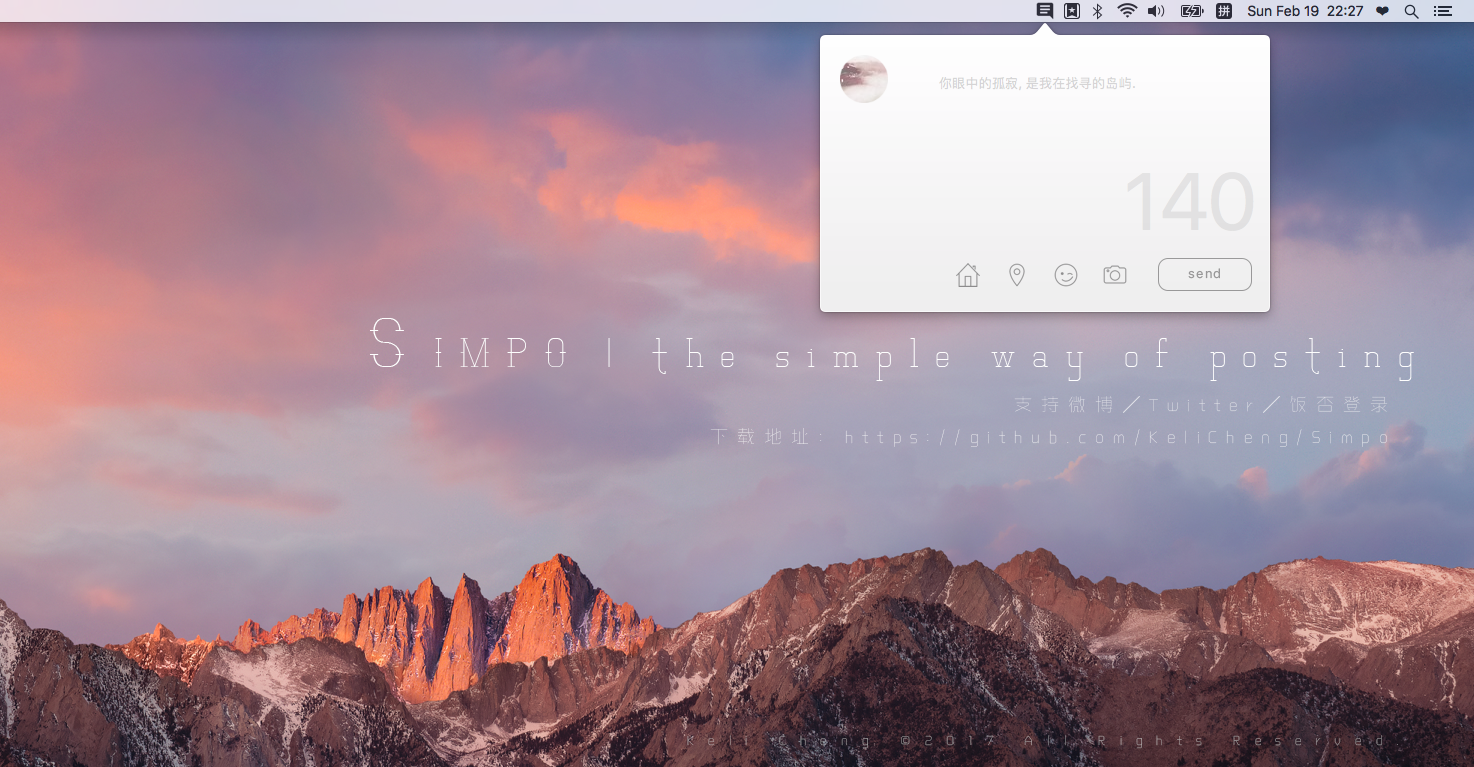 拼 Sun Feb 19 22:27
你眼中的孤寂, 是我在找寻的岛屿.
140
send
SIMPO | the simple way of posting
支持微博/Twitter/饭否登录
下载地址: https://github.com/KeliCheng/Simpo
Keli Cheng ©2017 All Rights Reserved